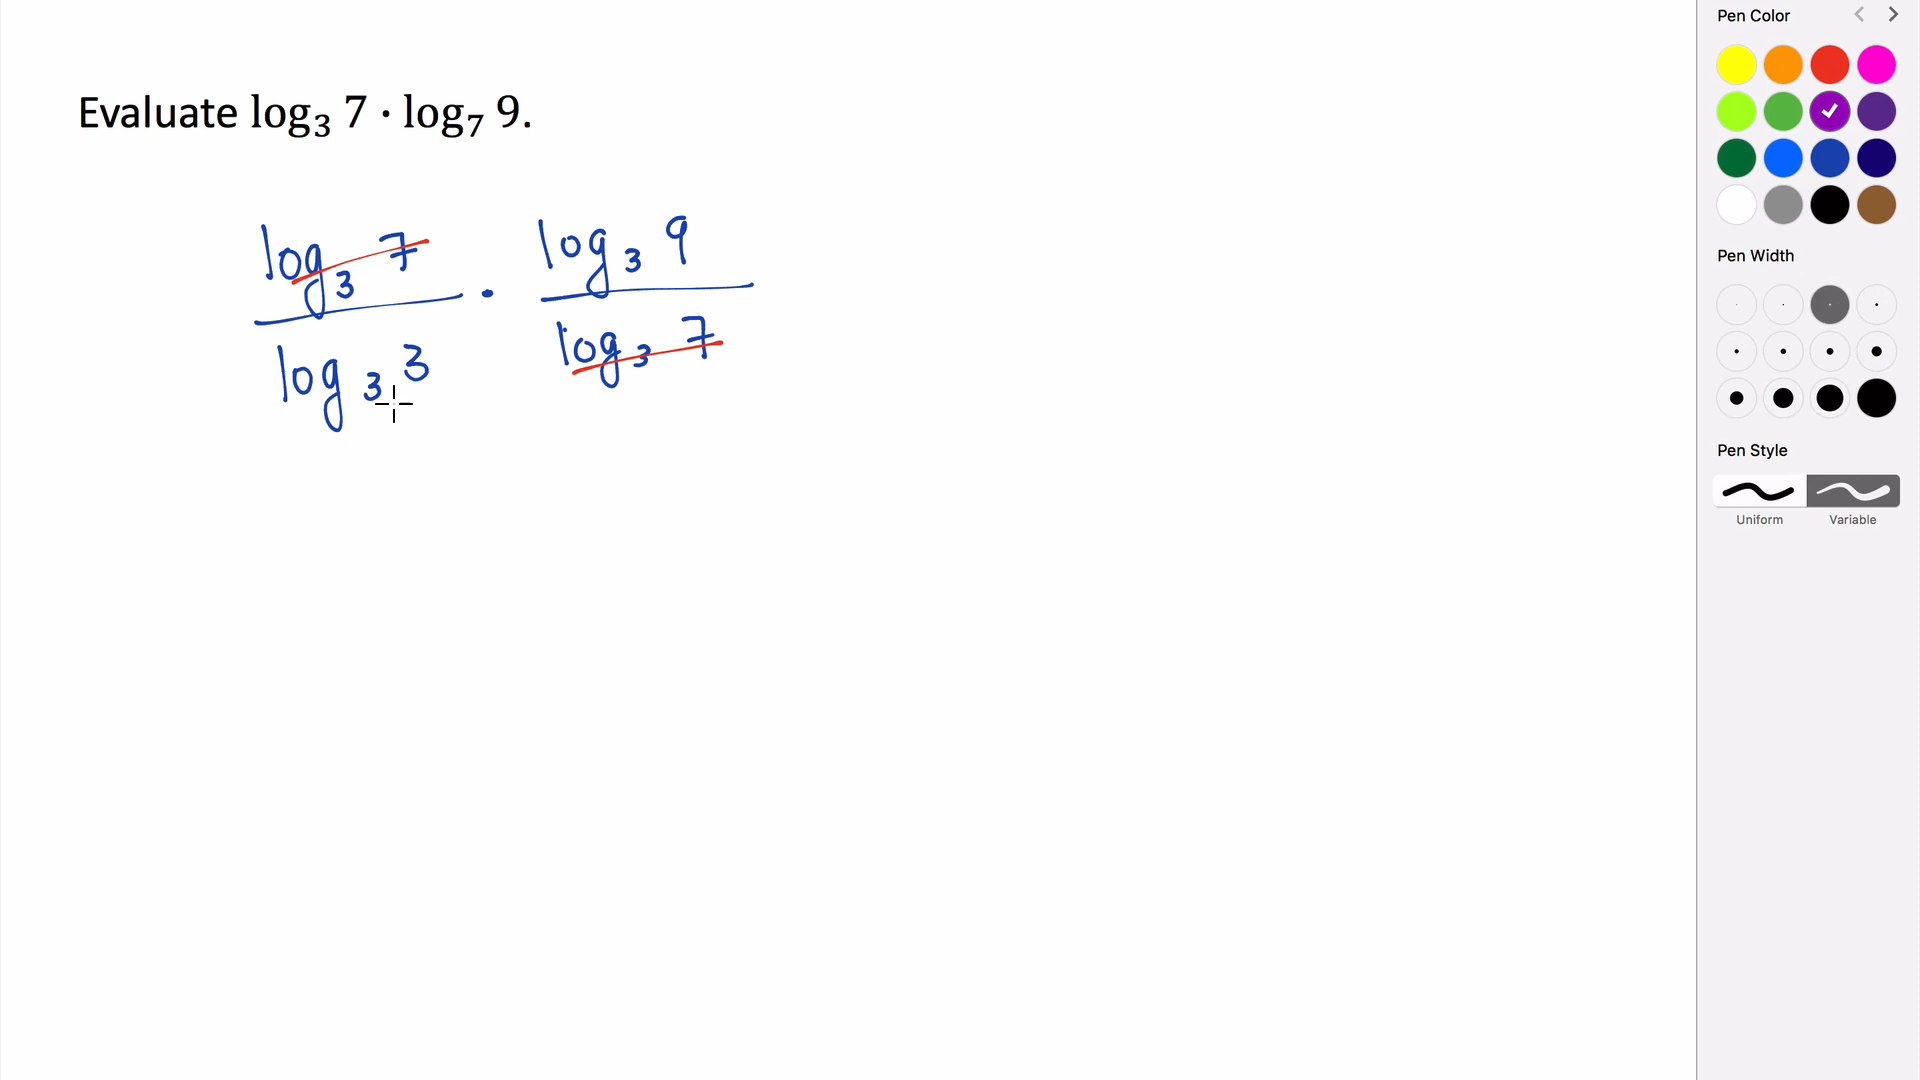 Evaluate log₃ 7 · log₇ 9.
log₃ 7 / log₃ 3 · log₃ 9 / log₃ 7
Pen Color
Pen Width
Pen Style
Uniform Variable